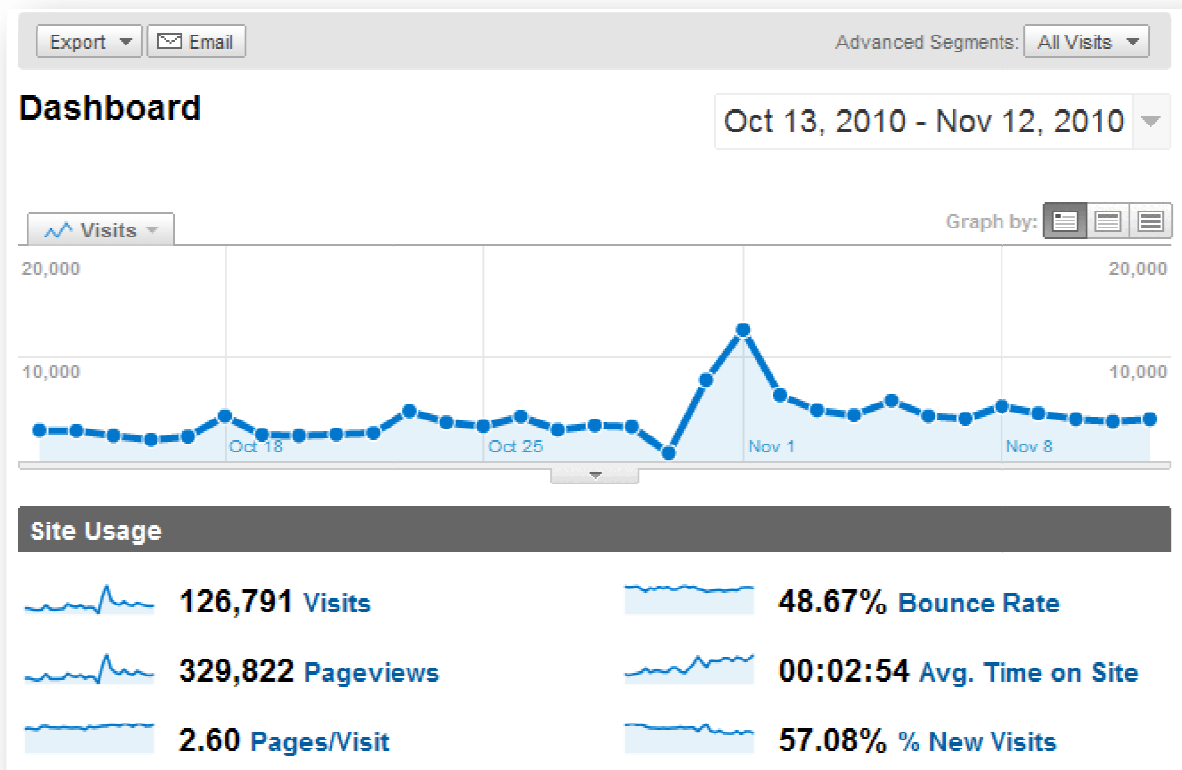 Export Email Advanced Segments: All Visits
Dashboard
Oct 13, 2010 - Nov 12, 2010
Visits Graph by:
20,000 20,000
10,000 10,000
Oct 18 Oct 25 Nov 1 Nov 8
Site Usage
126,791 Visits 48.67% Bounce Rate
329,822 Pageviews 00:02:54 Avg. Time on Site
2.60 Pages/Visit 57.08% % New Visits